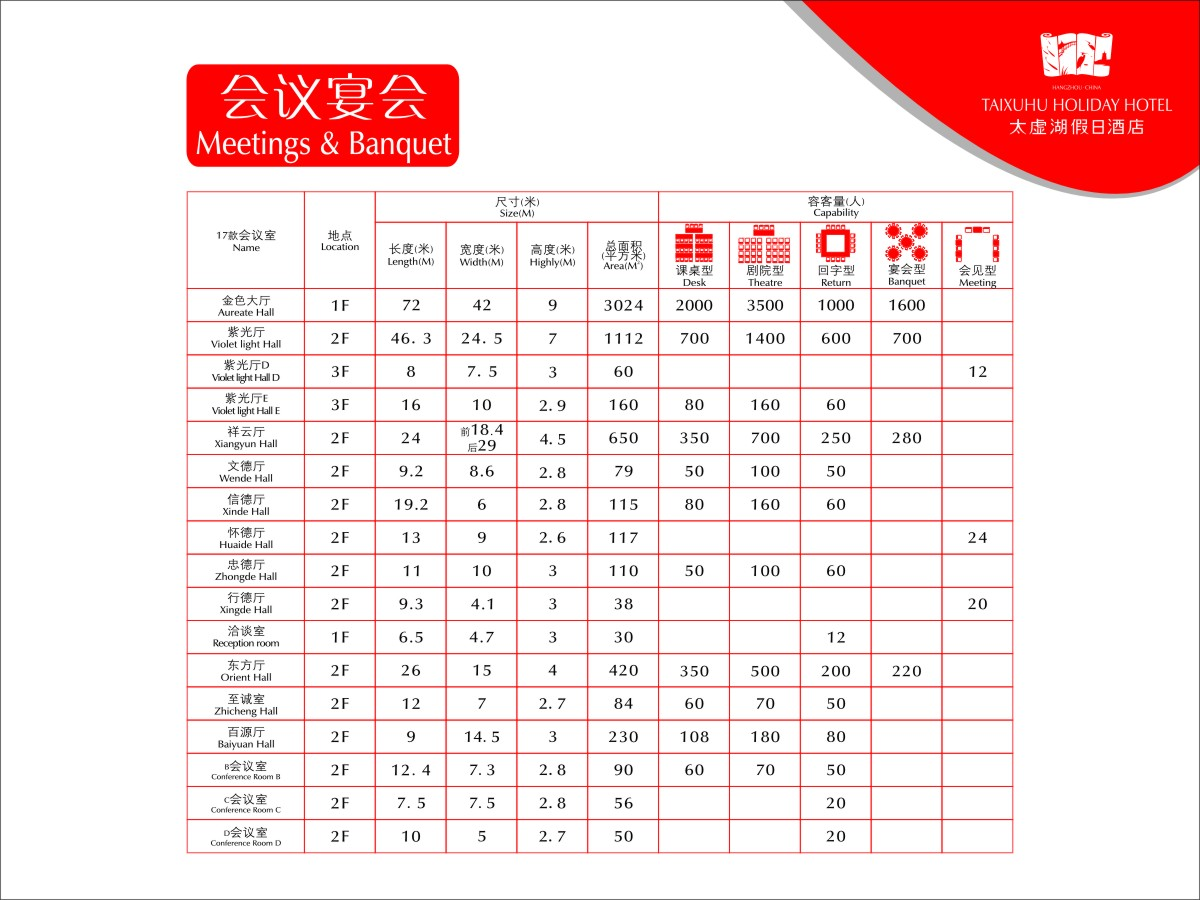 会议宴会
Meetings & Banquet
HANGZHOU·CHINA
TAIXUHU HOLIDAY HOTEL
太虚湖假日酒店
17款会议室
Name
地点
Location
尺寸(米)
Size(M)
容客量(人)
Capability
长度(米)
Length(M)
宽度(米)
Width(M)
高度(米)
Highly(M)
总面积
(平方米)
Area(M²)
课桌型
Desk
剧院型
Theatre
回字型
Return
宴会型
Banquet
会见型
Meeting
金色大厅
Aureate Hall
1F 72 42 9 3024 2000 3500 1000 1600
紫光厅
Violet light Hall
2F 46.3 24.5 7 1112 700 1400 600 700
紫光厅D
Violet light Hall D
3F 8 7.5 3 60 12
紫光厅E
Violet light Hall E
3F 16 10 2.9 160 80 160 60
祥云厅
Xiangyun Hall
2F 24 前18.4
后29
4.5 650 350 700 250 280
文德厅
Wende Hall
2F 9.2 8.6 2.8 79 50 100 50
信德厅
Xinde Hall
2F 19.2 6 2.8 115 80 160 60
怀德厅
Huaide Hall
2F 13 9 2.6 117 24
忠德厅
Zhongde Hall
2F 11 10 3 110 50 100 60
行德厅
Xingde Hall
2F 9.3 4.1 3 38 20
洽谈室
Reception room
1F 6.5 4.7 3 30 12
东方厅
Orient Hall
2F 26 15 4 420 350 500 200 220
至诚室
Zhicheng Hall
2F 12 7 2.7 84 60 70 50
百源厅
Baiyuan Hall
2F 9 14.5 3 230 108 180 80
B会议室
Conference Room B
2F 12.4 7.3 2.8 90 60 70 50
C会议室
Conference Room C
2F 7.5 7.5 2.8 56 20
D会议室
Conference Room D
2F 10 5 2.7 50 20